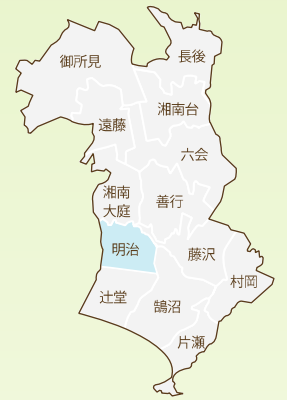 長後
御所見
湘南台
遠藤
六会
湘南
大庭
善行
明治
藤沢
村岡
辻堂
鵠沼
片瀬